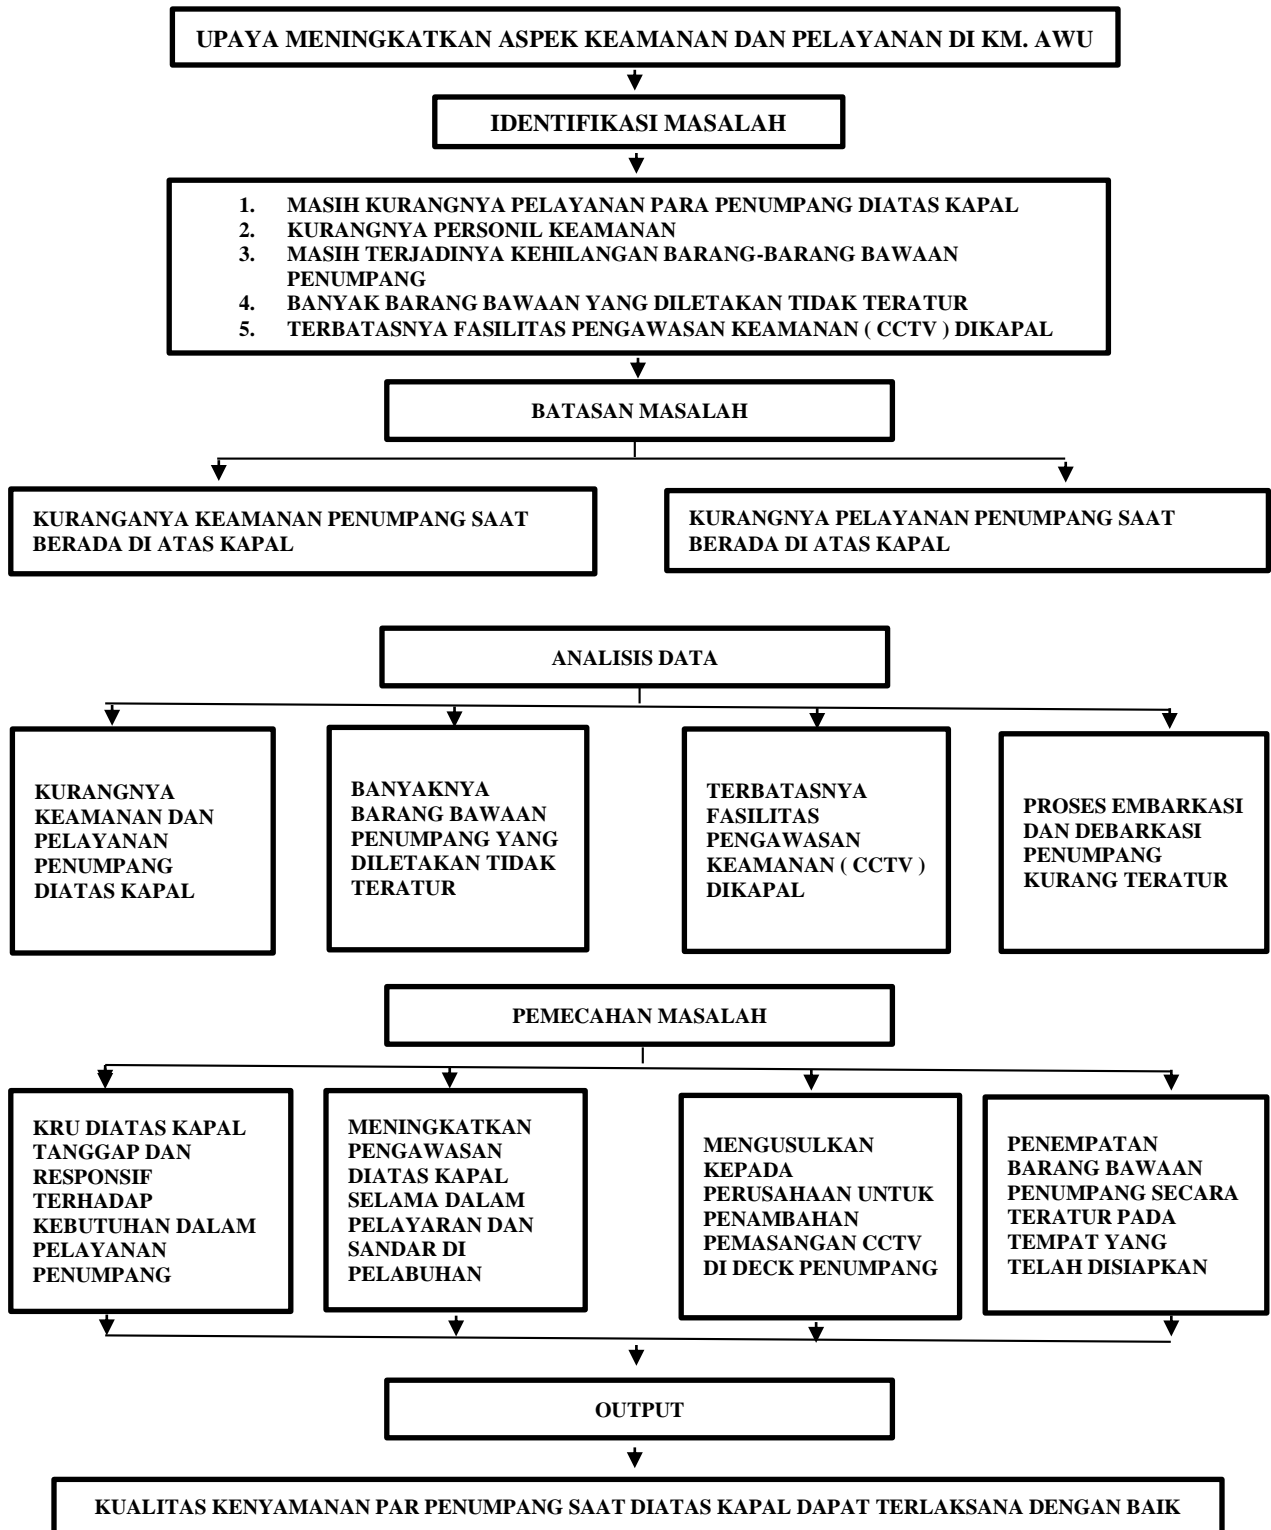 UPAYA MENINGKATKAN ASPEK KEAMANAN DAN PELAYANAN DI KM. AWU
IDENTIFIKASI MASALAH
1. MASIH KURANGNYA PELAYANAN PARA PENUMPANG DIATAS KAPAL
2. KURANGNYA PERSONIL KEAMANAN
3. MASIH TERJADINYA KEHILANGAN BARANG-BARANG BAWAAN
PENUMPANG
4. BANYAK BARANG BAWAAN YANG DILETAKAN TIDAK TERATUR
5. TERBATASNYA FASILITAS PENGAWASAN KEAMANAN ( CCTV ) DIKAPAL
BATASAN MASALAH
KURANGANYA KEAMANAN PENUMPANG SAAT
BERADA DI ATAS KAPAL
KURANGNYA PELAYANAN PENUMPANG SAAT
BERADA DI ATAS KAPAL
ANALISIS DATA
KURANGNYA
KEAMANAN DAN
PELAYANAN
PENUMPANG
DIATAS KAPAL
BANYAKNYA
BARANG BAWAAN
PENUMPANG YANG
DILETAKAN TIDAK
TERATUR
TERBATASNYA
FASILITAS
PENGAWASAN
KEAMANAN ( CCTV )
DIKAPAL
PROSES EMBARKASI
DAN DEBARKASI
PENUMPANG
KURANG TERATUR
PEMECAHAN MASALAH
KRU DIATAS KAPAL
TANGGAP DAN
RESPONSIF
TERHADAP
KEBUTUHAN DALAM
PELAYANAN
PENUMPANG
MENINGKATKAN
PENGAWASAN
DIATAS KAPAL
SELAMA DALAM
PELAYARAN DAN
SANDAR DI
PELABUHAN
MENGUSULKAN
KEPADA
PERUSAHAAN UNTUK
PENAMBAHAN
PEMASANGAN CCTV
DI DECK PENUMPANG
PENEMPATAN
BARANG BAWAAN
PENUMPANG SECARA
TERATUR PADA
TEMPAT YANG
TELAH DISIAPKAN
OUTPUT
KUALITAS KENYAMANAN PAR PENUMPANG SAAT DIATAS KAPAL DAPAT TERLAKSANA DENGAN BAIK